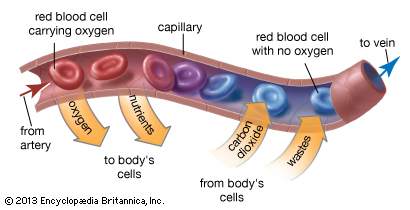 red blood cell
carrying oxygen
capillary
red blood cell
with no oxygen
to vein
from
artery
oxygen
nutrients
to body's
cells
carbon
dioxide
wastes
from body's
cells
© 2013 Encyclopædia Britannica, Inc.